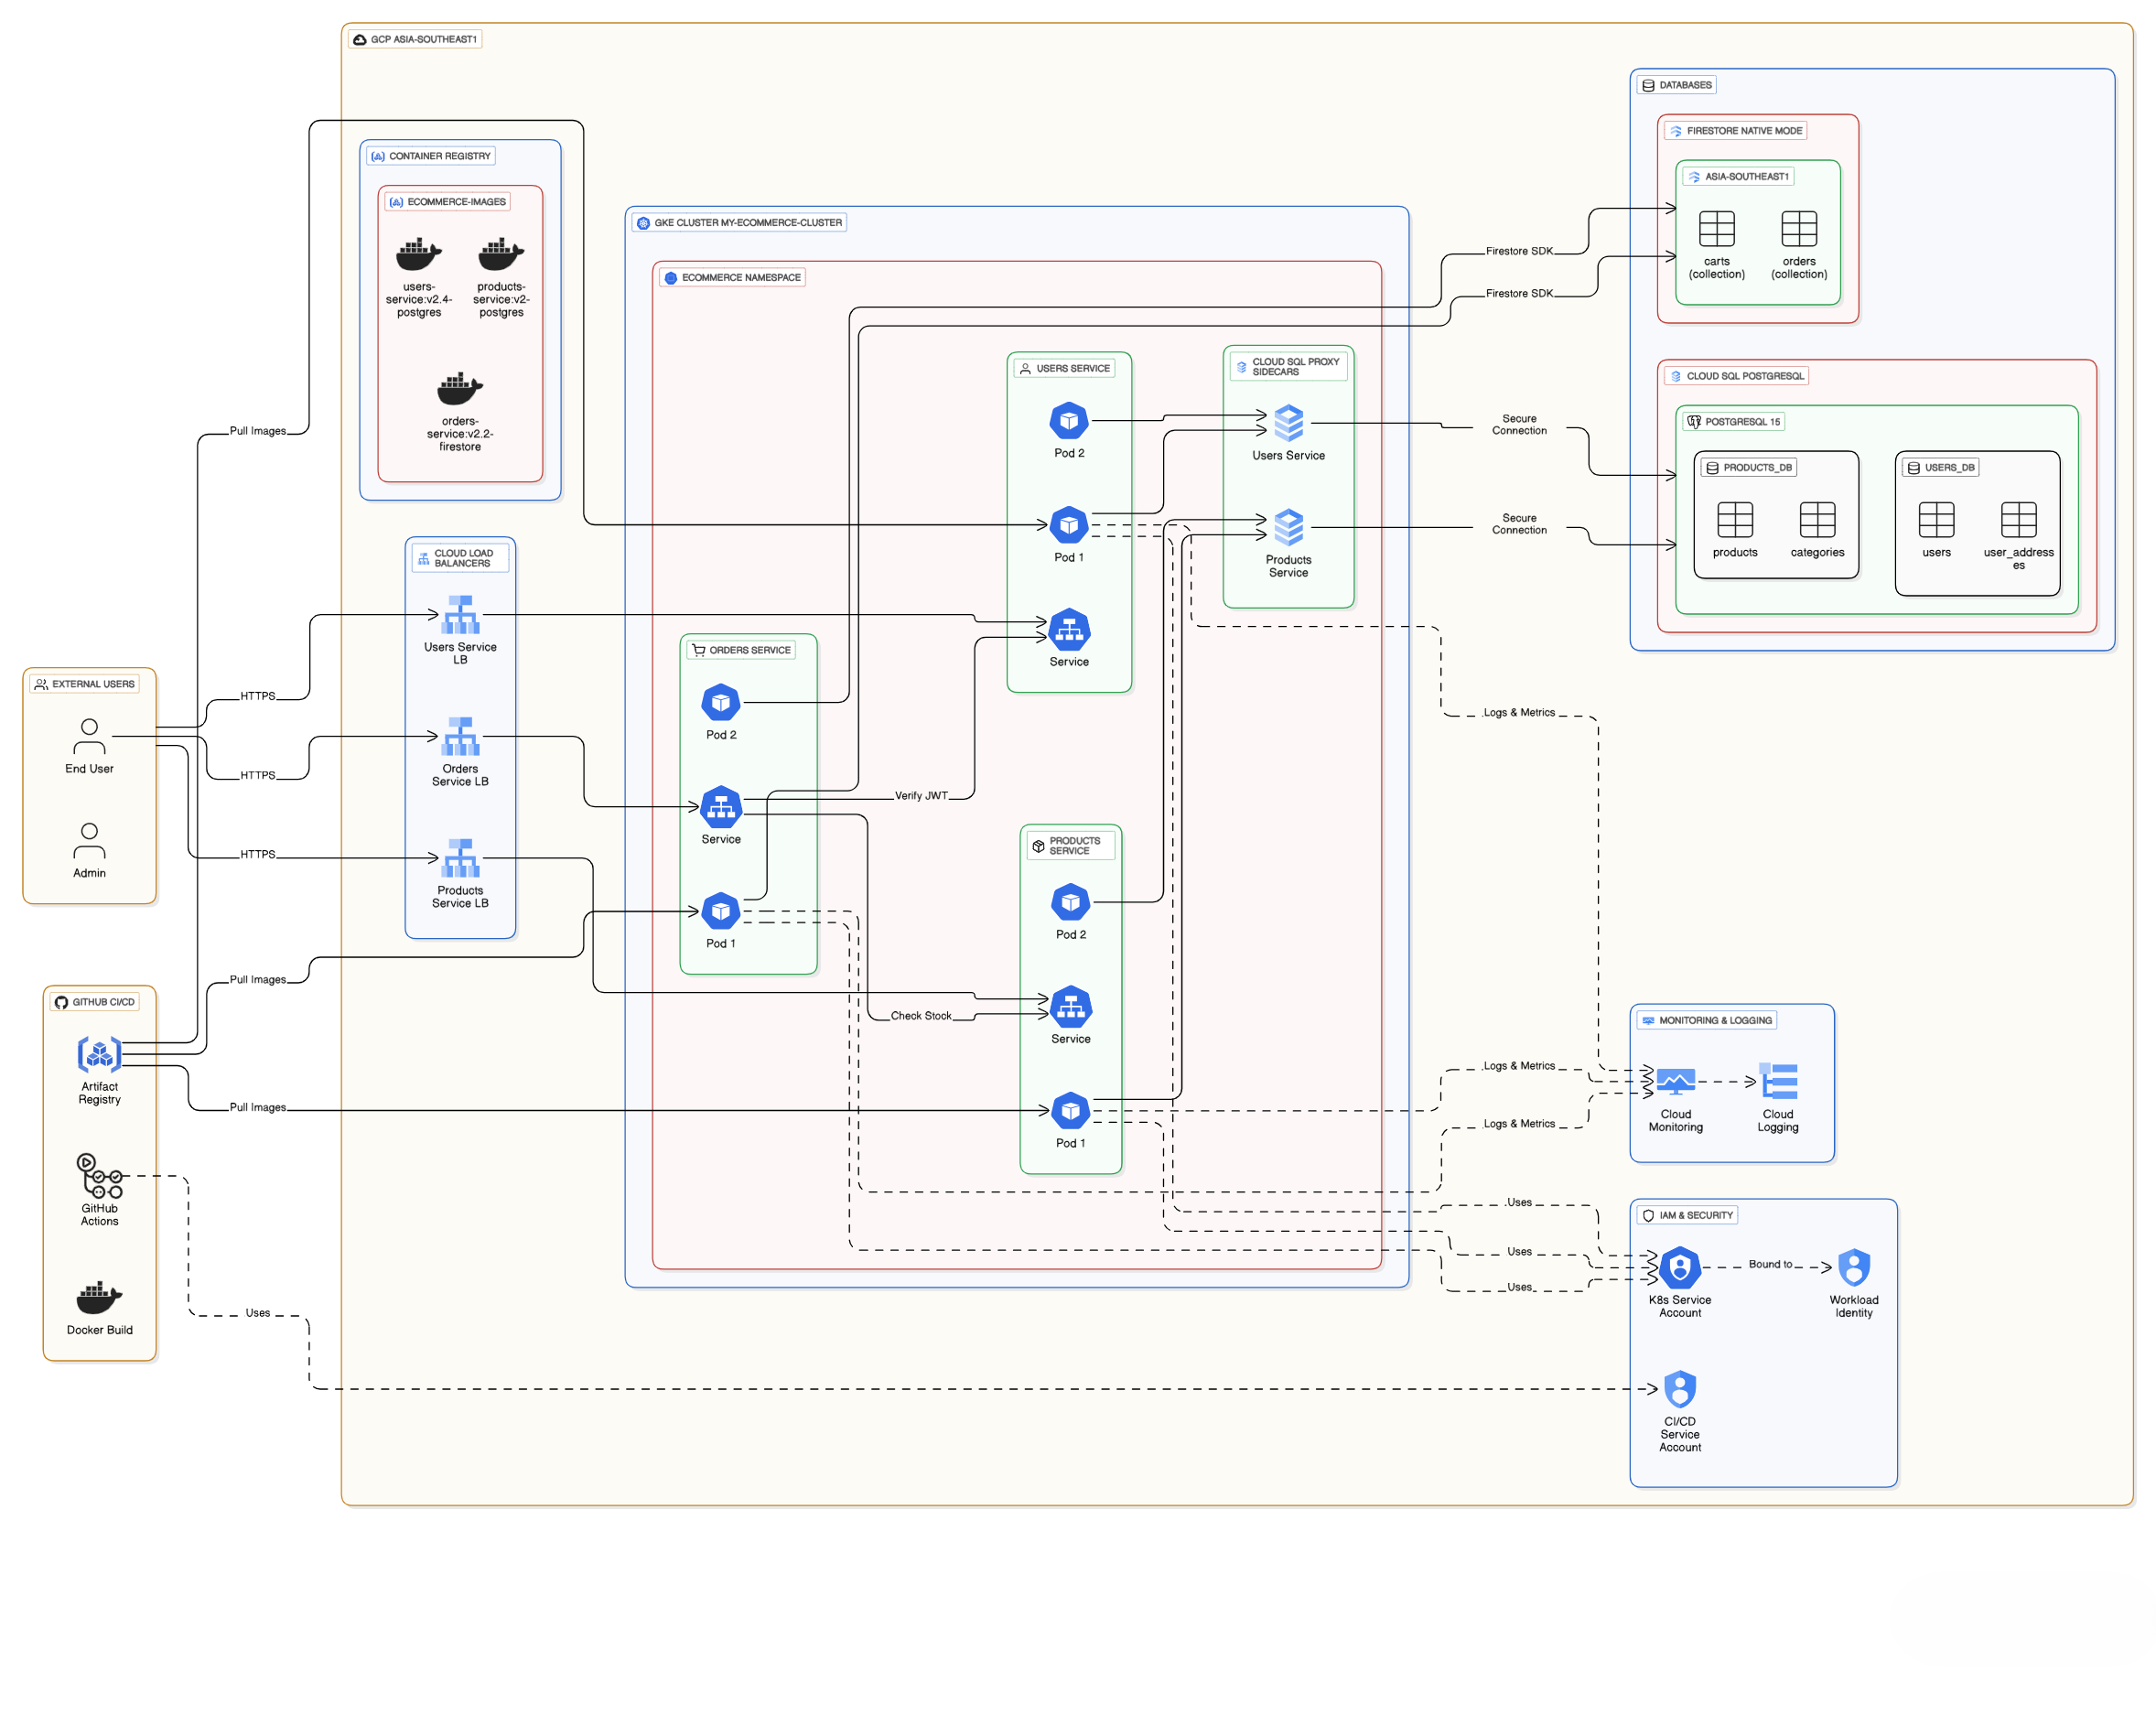 GCP ASIA-SOUTHEAST1
CONTAINER REGISTRY
ECOMMERCE-IMAGES
users-
service:v2.4-
postgres
products-
service:v2-
postgres
orders-
service:v2.2-
firestore
CLOUD LOAD
BALANCERS
Users Service
LB
Orders
Service LB
Products
Service LB
EXTERNAL USERS
End User
Admin
HTTPS
HTTPS
HTTPS
Pull Images
Pull Images
Pull Images
GITHUB CI/CD
Artifact
Registry
GitHub
Actions
Docker Build
Uses
GKE CLUSTER MY-ECOMMERCE-CLUSTER
ECOMMERCE NAMESPACE
ORDERS SERVICE
Pod 2
Service
Pod 1
Verify JWT
Check Stock
USERS SERVICE
Pod 2
Pod 1
Service
PRODUCTS
SERVICE
Pod 2
Service
Pod 1
CLOUD SQL PROXY
SIDECARS
Users Service
Products
Service
Firestore SDK
Firestore SDK
Secure
Connection
Secure
Connection
Logs & Metrics
Logs & Metrics
Logs & Metrics
Uses
Uses
Uses
DATABASES
FIRESTORE NATIVE MODE
ASIA-SOUTHEAST1
carts
(collection)
orders
(collection)
CLOUD SQL POSTGRESQL
POSTGRESQL 15
PRODUCTS_DB
products
categories
USERS_DB
users
user_address
es
MONITORING & LOGGING
Cloud
Monitoring
Cloud
Logging
IAM & SECURITY
K8s Service
Account
Bound to
Workload
Identity
CI/CD
Service
Account